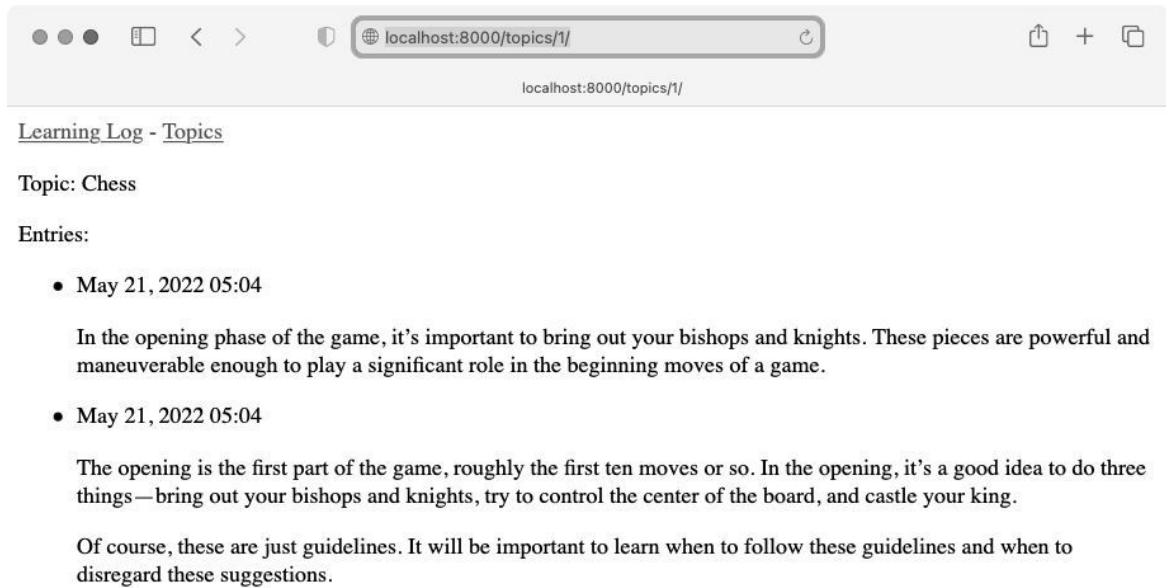 localhost:8000/topics/1/
localhost:8000/topics/1/
Learning Log - Topics
Topic: Chess
Entries:
• May 21, 2022 05:04
In the opening phase of the game, it’s important to bring out your bishops and knights. These pieces are powerful and
maneuverable enough to play a significant role in the beginning moves of a game.
• May 21, 2022 05:04
The opening is the first part of the game, roughly the first ten moves or so. In the opening, it’s a good idea to do three
things—bring out your bishops and knights, try to control the center of the board, and castle your king.
Of course, these are just guidelines. It will be important to learn when to follow these guidelines and when to
disregard these suggestions.